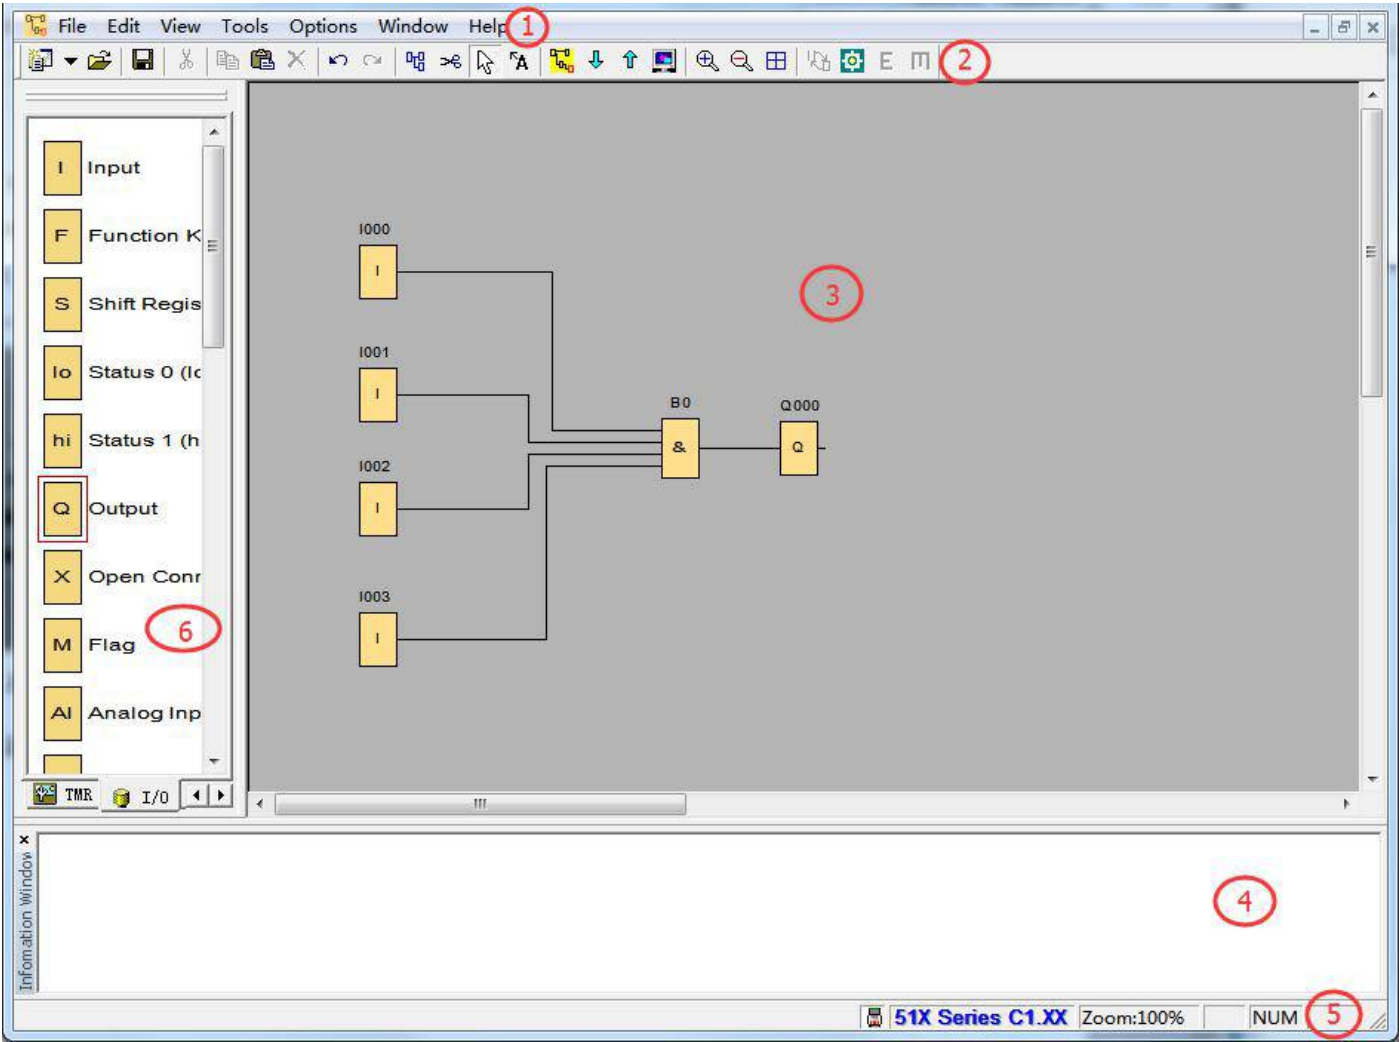 File Edit View Tools Options Window Help 1
A E m 2
I Input
F Function K
S Shift Regis
lo Status 0 (lo
hi Status 1 (h
Q Output
X Open Conr
M Flag
AI Analog Inp
6
TMR I/O
I000
I
I001
I
I002
I
I003
I
B0
&
Q000
Q
3
Infomation Window
4
51X Series C1.XX Zoom:100% NUM 5